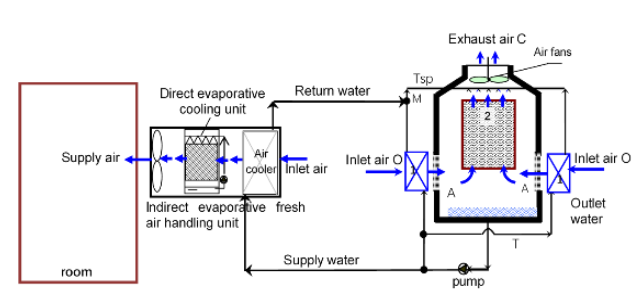 Exhaust air C
Air fans
Tsp
Direct evaporative
cooling unit
Return water
M
2
Supply air
Air
cooler
Inlet air
Inlet air O
1
A
A
1
Inlet air O
Indirect evaporative fresh
air handling unit
Outlet
water
T
Supply water
pump
room